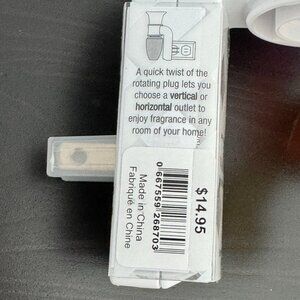 A quick twist of the
rotating plug lets you
choose a vertical or
horizontal outlet to
enjoy fragrance in any
room of your home!
$14.95
0 667559 268703
Made in China
Fabriqué en Chine